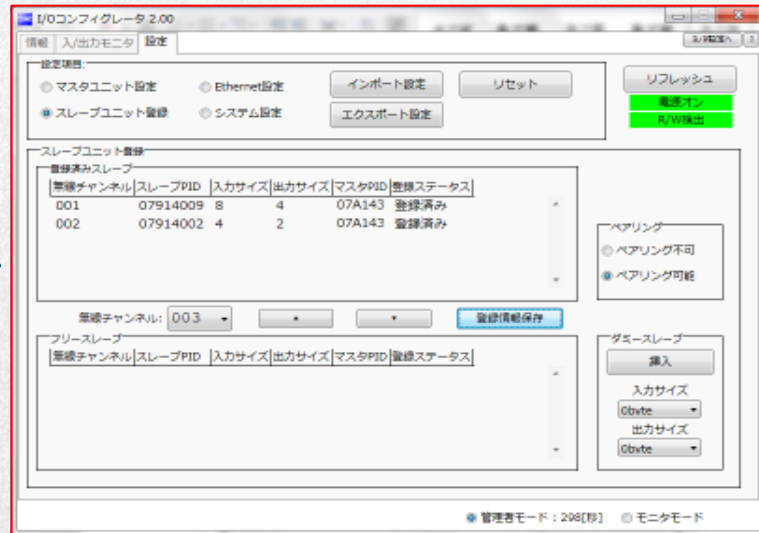 I/Oコンフィグレータ 2.00
情報 入/出力モニタ 設定
設定項目:
マスタユニット設定 Ethernet設定 インポート設定 リセット
スレーブユニット登録 システム設定 エクスポート設定
リフレッシュ
電源オン
R/W検出
スレーブユニット登録
登録済みスレーブ
無線チャンネル スレーブPID 入力サイズ 出力サイズ マスタPID 登録ステータス
001 07914009 8 4 07A143 登録済み
002 07914002 4 2 07A143 登録済み
ペアリング
ペアリング不可
ペアリング可能
無線チャンネル: 003 登録情報保存
フリースレーブ
無線チャンネル スレーブPID 入力サイズ 出力サイズ マスタPID 登録ステータス
ダミースレーブ
挿入
入力サイズ
0byte
出力サイズ
0byte
管理者モード:298[秒] モニタモード